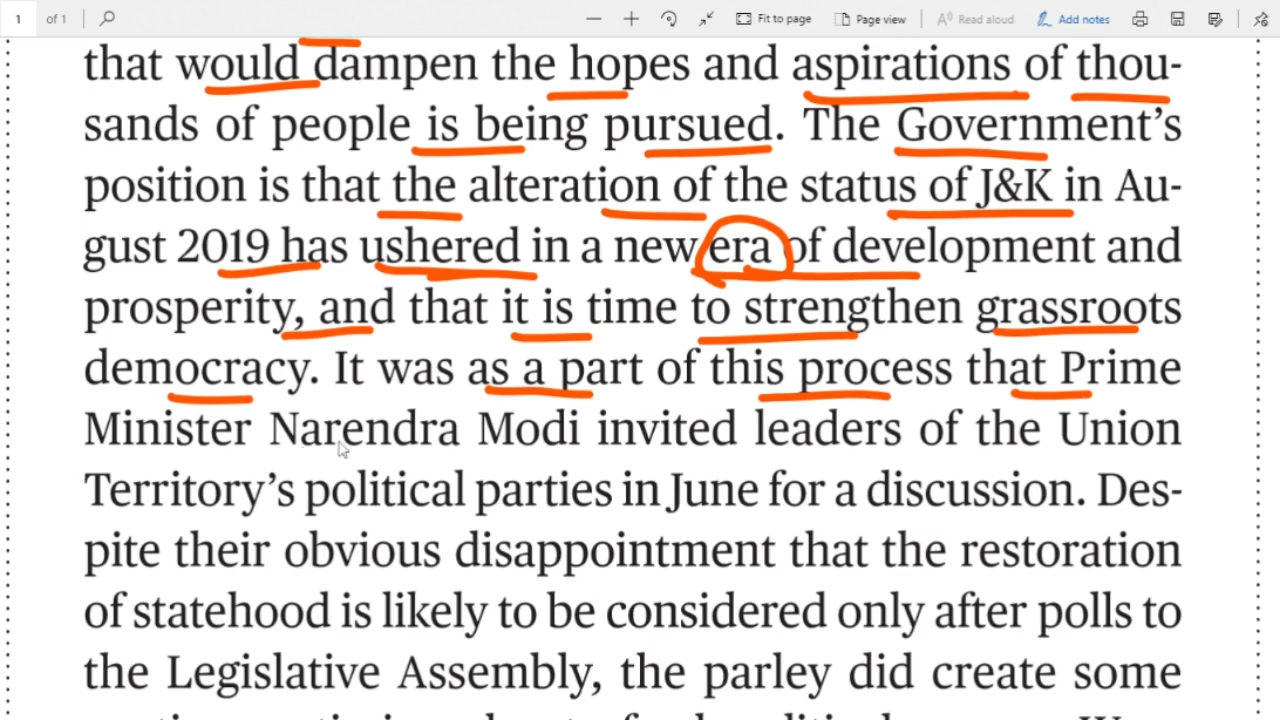 1 of 1 Fit to page Page view Read aloud Add notes
that would dampen the hopes and aspirations of thou-
sands of people is being pursued. The Government’s
position is that the alteration of the status of J&K in Au-
gust 2019 has ushered in a new era of development and
prosperity, and that it is time to strengthen grassroots
democracy. It was as a part of this process that Prime
Minister Narendra Modi invited leaders of the Union
Territory’s political parties in June for a discussion. Des-
pite their obvious disappointment that the restoration
of statehood is likely to be considered only after polls to
the Legislative Assembly, the parley did create some